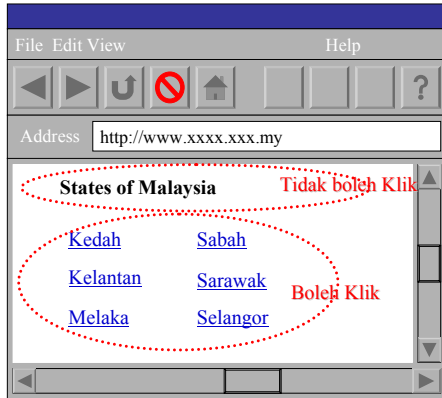 File Edit View Help
?
Address http://www.xxxx.xxx.my
States of Malaysia Tidak boleh Klik
Kedah Sabah
Kelantan Sarawak
Boleh Klik
Melaka Selangor